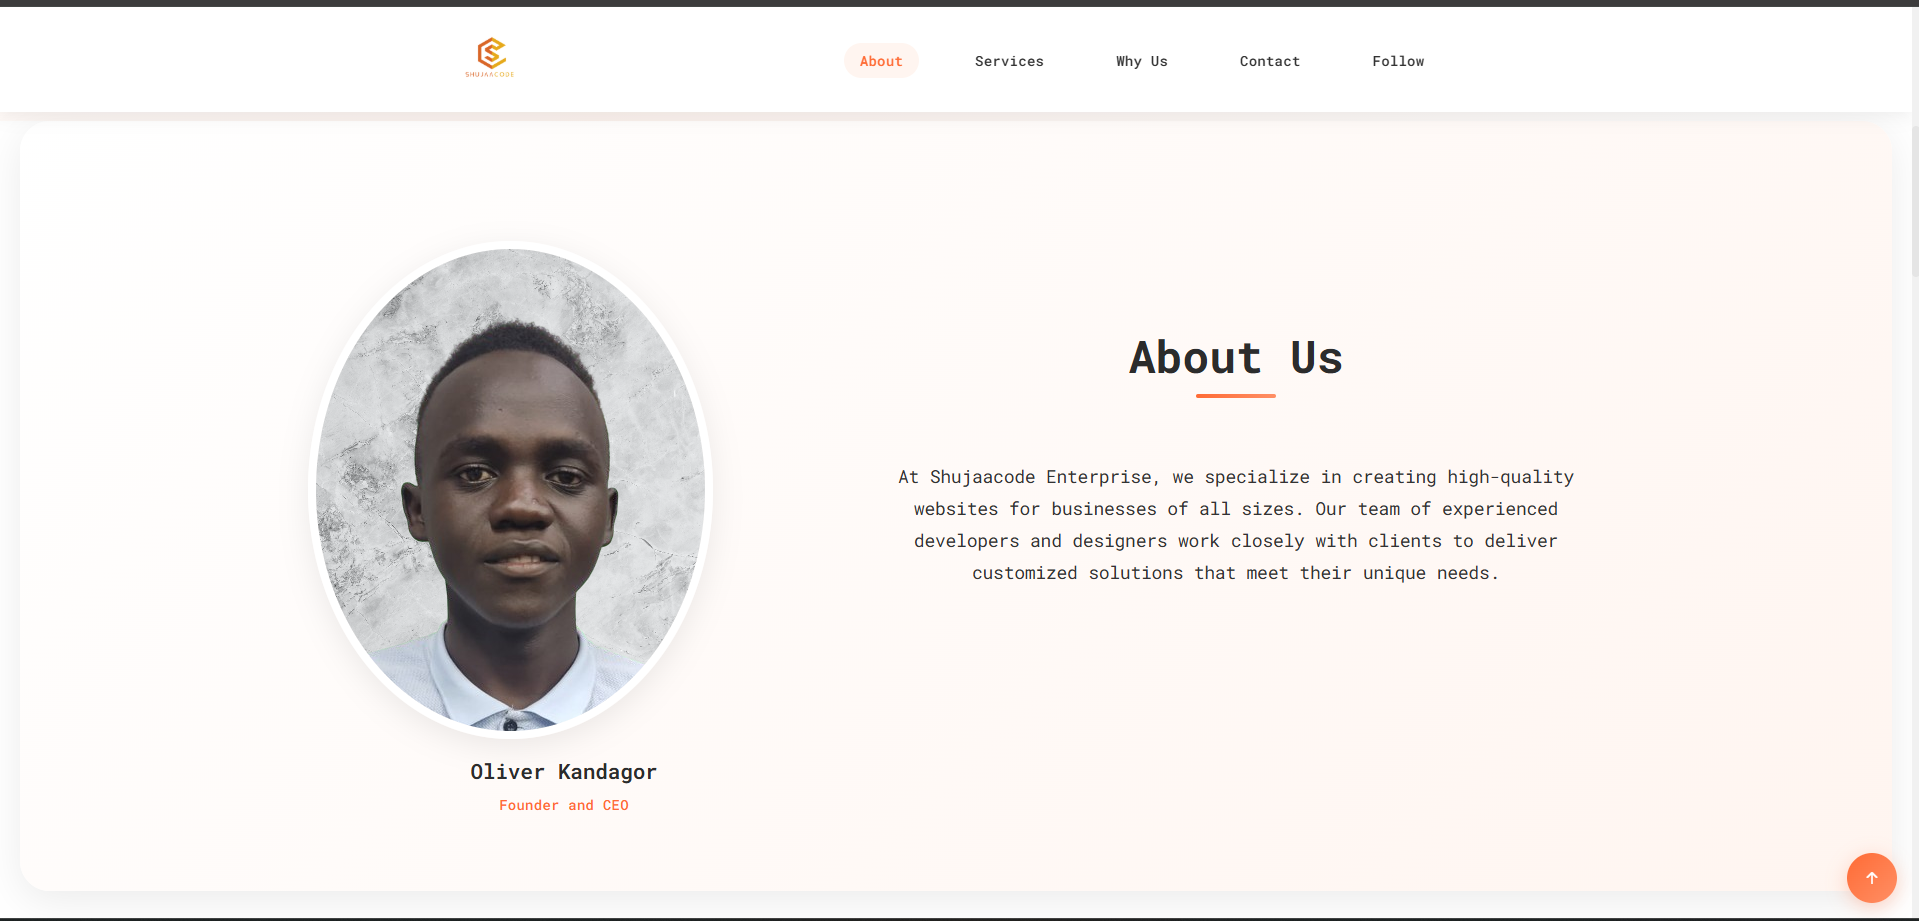 SHUJAACODE
About
Services
Why Us
Contact
Follow
About Us
At Shujaacode Enterprise, we specialize in creating high-quality
websites for businesses of all sizes. Our team of experienced
developers and designers work closely with clients to deliver
customized solutions that meet their unique needs.
Oliver Kandagor
Founder and CEO